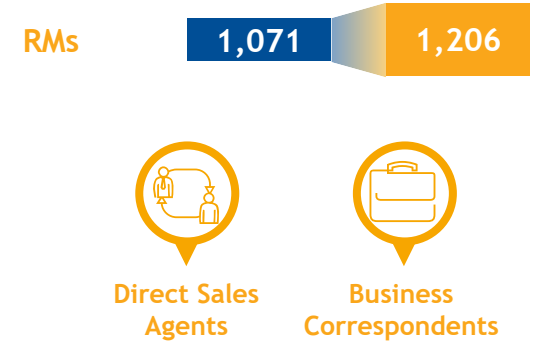 RMs 1,071 1,206
Direct Sales Business
Agents Correspondents